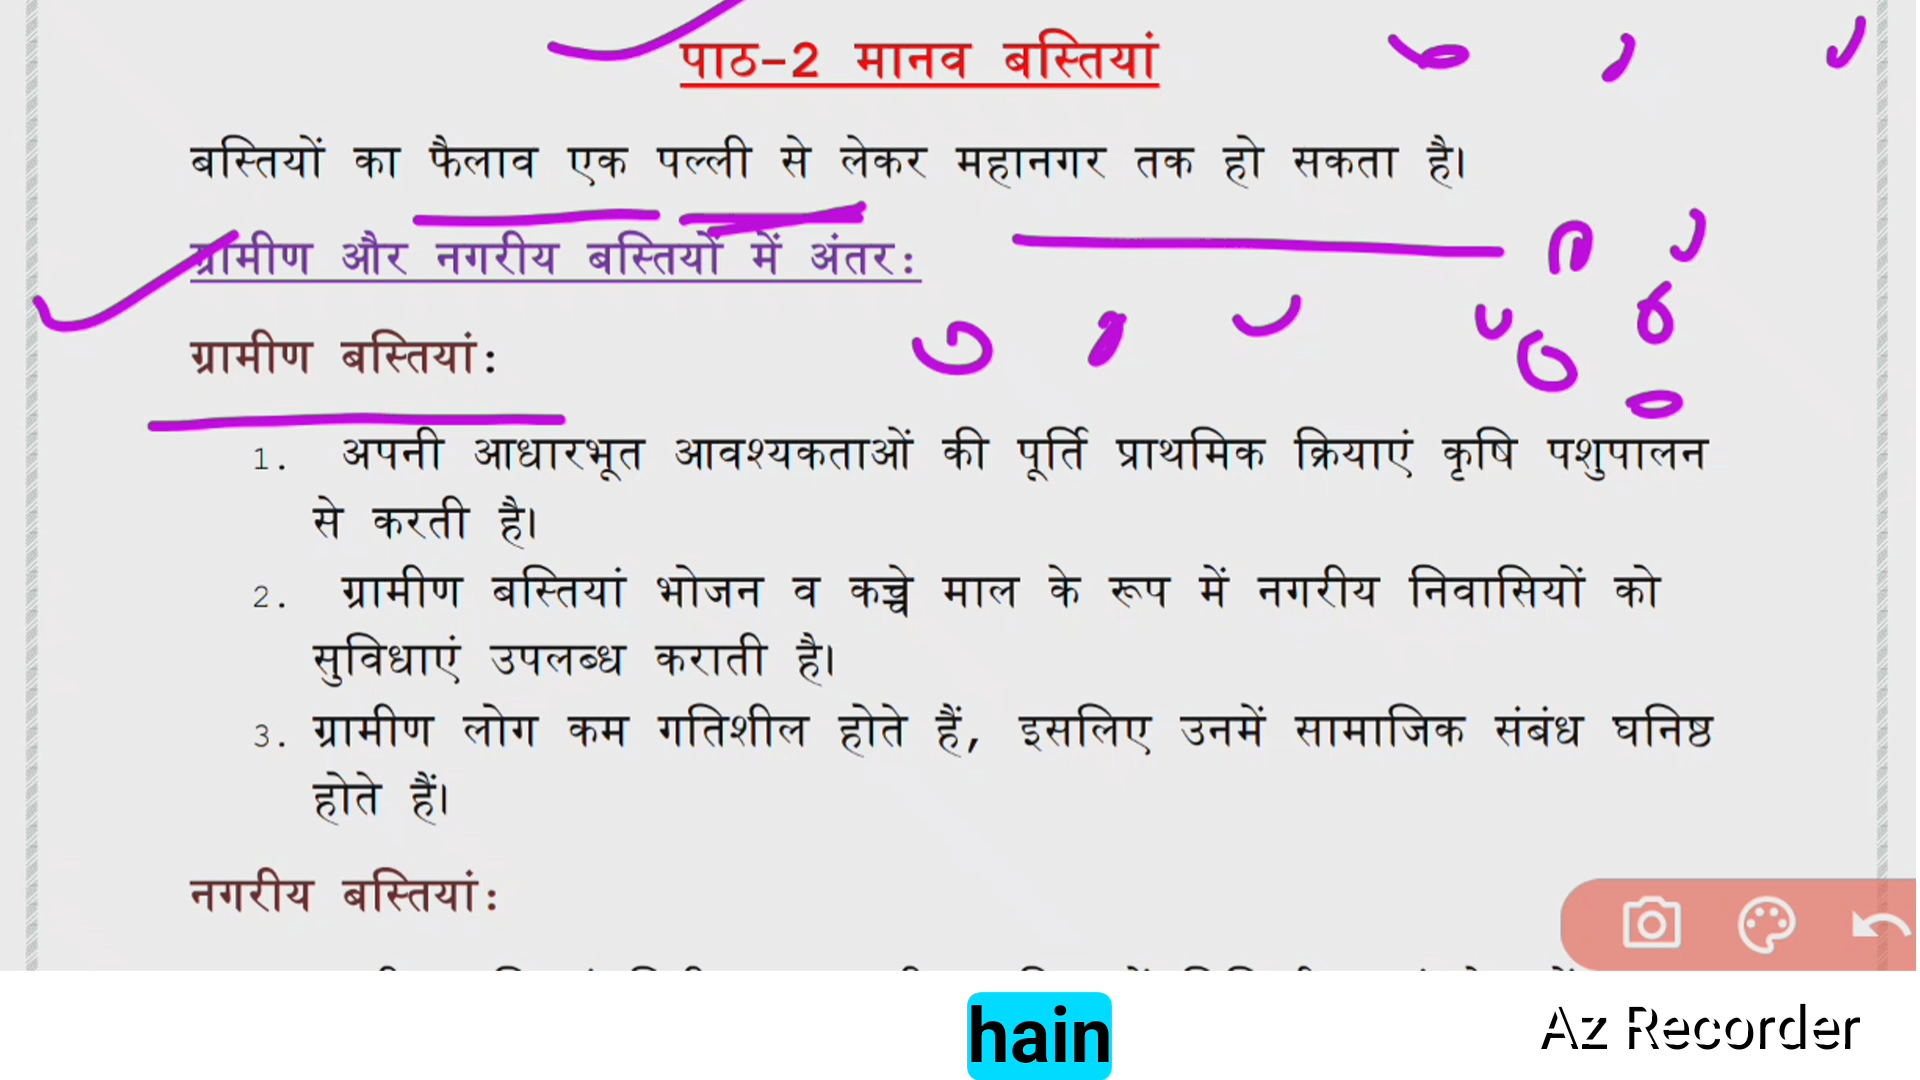 पाठ-2 मानव बस्तियां
बस्तियों का फैलाव एक पल्ली से लेकर महानगर तक हो सकता है।
ग्रामीण और नगरीय बस्तियों में अंतर:
ग्रामीण बस्तियां:
1. अपनी आधारभूत आवश्यकताओं की पूर्ति प्राथमिक क्रियाएं कृषि पशुपालन
से करती है।
2. ग्रामीण बस्तियां भोजन व कच्चे माल के रूप में नगरीय निवासियों को
सुविधाएं उपलब्ध कराती है।
3. ग्रामीण लोग कम गतिशील होते हैं, इसलिए उनमें सामाजिक संबंध घनिष्ठ
होते हैं।
नगरीय बस्तियां:
hain
Az Recorder